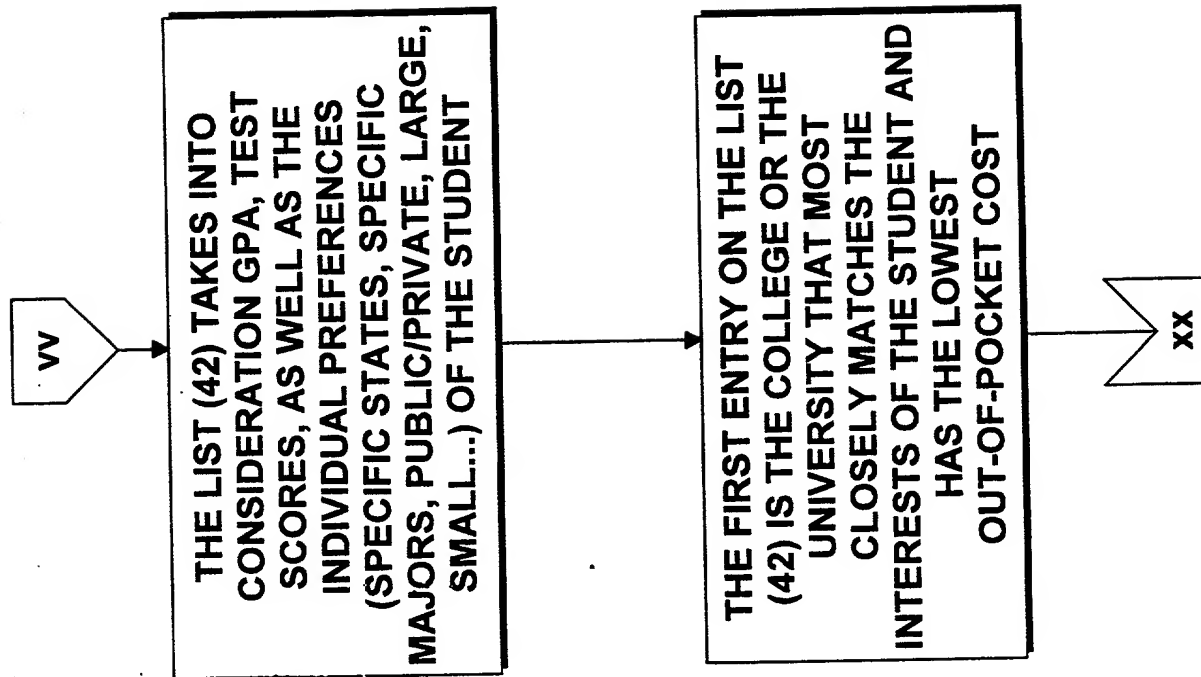 VV
THE LIST (42) TAKES INTO
CONSIDERATION GPA, TEST
SCORES, AS WELL AS THE
INDIVIDUAL PREFERENCES
(SPECIFIC STATES, SPECIFIC
MAJORS, PUBLIC/PRIVATE, LARGE,
SMALL...) OF THE STUDENT
THE FIRST ENTRY ON THE LIST
(42) IS THE COLLEGE OR THE
UNIVERSITY THAT MOST
CLOSELY MATCHES THE
INTERESTS OF THE STUDENT AND
HAS THE LOWEST
OUT-OF-POCKET COST
XX